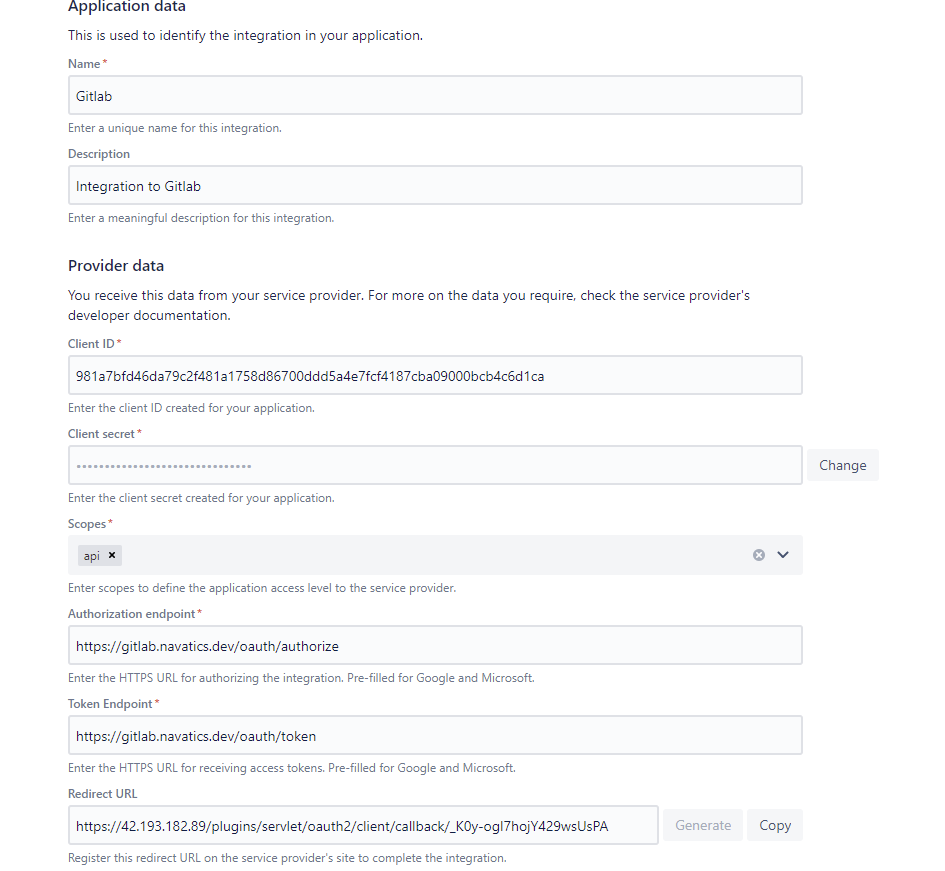 Application data
This is used to identify the integration in your application.
Name*
Gitlab
Enter a unique name for this integration.
Description
Integration to Gitlab
Enter a meaningful description for this integration.
Provider data
You receive this data from your service provider. For more on the data you require, check the service provider's
developer documentation.
Client ID*
981a7bfd46da79c2f481a1758d86700ddd5a4e7fcf4187cba09000bcb4c6d1ca
Enter the client ID created for your application.
Client secret*
•••••••••••••••••••••••••••••••
Change
Enter the client secret created for your application.
Scopes*
api ×
Enter scopes to define the application access level to the service provider.
Authorization endpoint*
https://gitlab.navatics.dev/oauth/authorize
Enter the HTTPS URL for authorizing the integration. Pre-filled for Google and Microsoft.
Token Endpoint*
https://gitlab.navatics.dev/oauth/token
Enter the HTTPS URL for receiving access tokens. Pre-filled for Google and Microsoft.
Redirect URL
https://42.193.182.89/plugins/servlet/oauth2/client/callback/_K0y-ogl7hojY429wsUsPA
Generate
Copy
Register this redirect URL on the service provider's site to complete the integration.